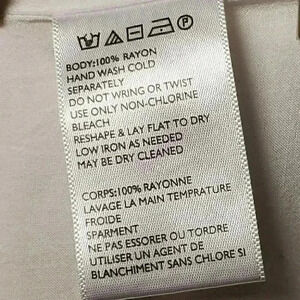 BODY:100% RAYON
HAND WASH COLD
SEPARATELY
DO NOT WRING OR TWIST
USE ONLY NON-CHLORINE
BLEACH
RESHAPE & LAY FLAT TO DRY
LOW IRON AS NEEDED
MAY BE DRY CLEANED
CORPS:100% RAYONNE
LAVAGE LA MAIN TEMPRATURE
FROIDE
SPARMENT
NE PAS ESSORER OU TORDRE
UTILISER UN AGENT DE
BLANCHIMENT SANS CHLORE SI